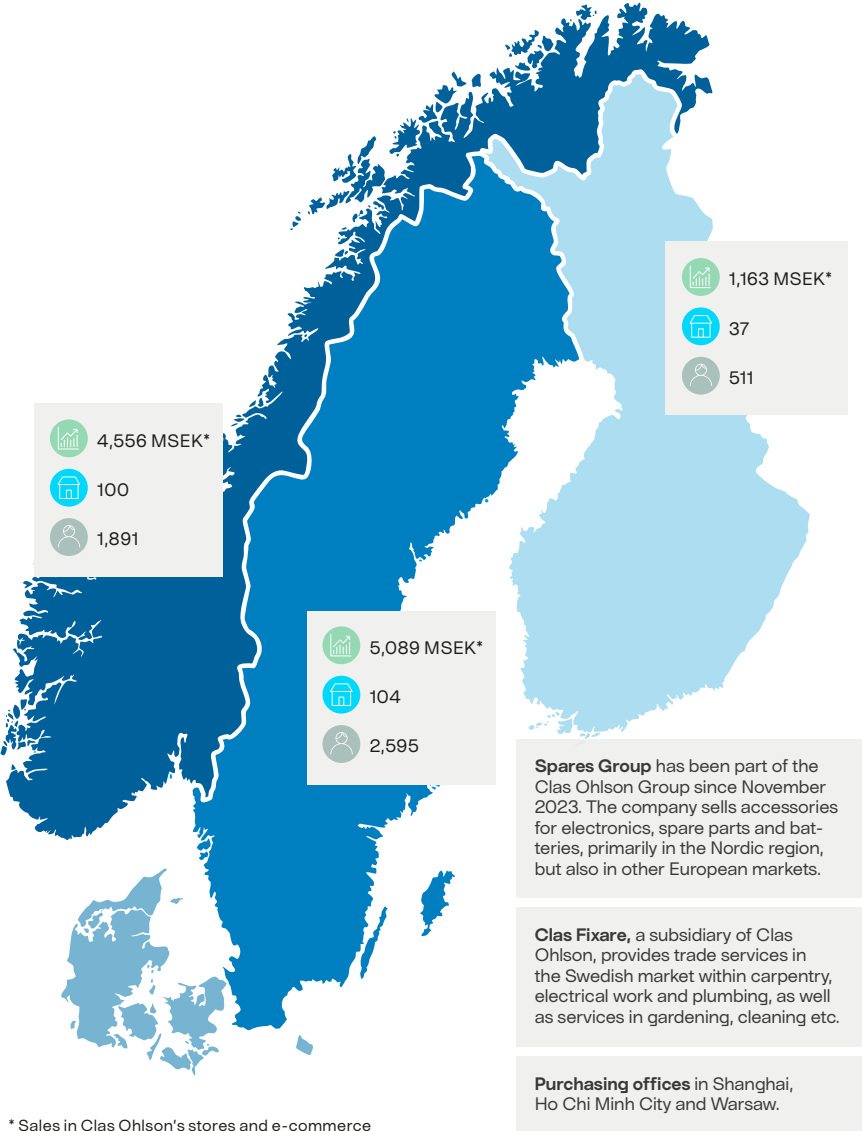 1,163 MSEK*
37
511
4,556 MSEK*
100
1,891
5,089 MSEK*
104
2,595
Spares Group has been part of the
Clas Ohlson Group since November
2023. The company sells accessories
for electronics, spare parts and bat-
teries, primarily in the Nordic region,
but also in other European markets.
Clas Fixare, a subsidiary of Clas
Ohlson, provides trade services in
the Swedish market within carpentry,
electrical work and plumbing, as well
as services in gardening, cleaning etc.
Purchasing offices in Shanghai,
Ho Chi Minh City and Warsaw.
* Sales in Clas Ohlson's stores and e-commerce